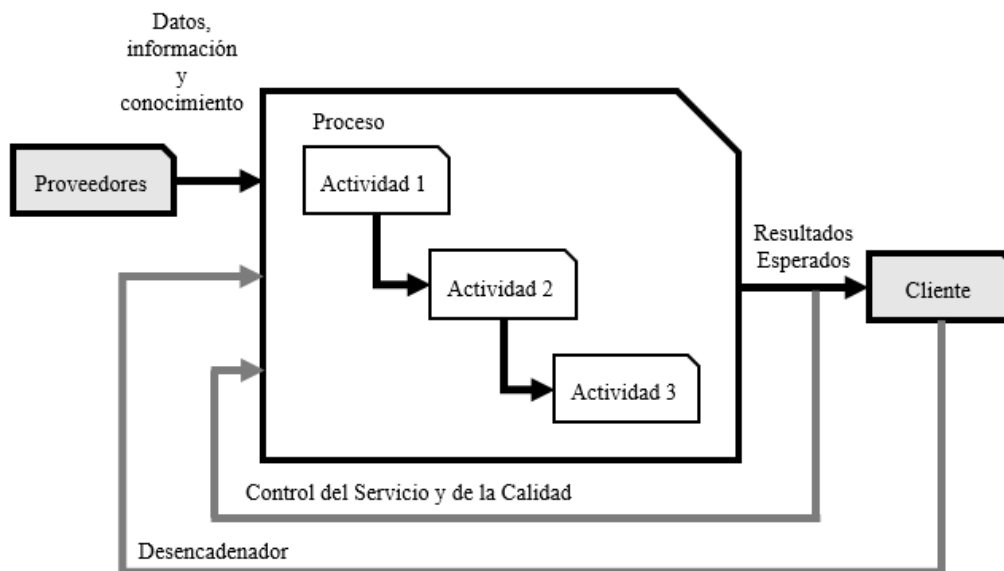 Datos,
información
y
conocimiento
Proceso
Proveedores
Actividad 1
Actividad 2
Actividad 3
Resultados
Esperados
Cliente
Control del Servicio y de la Calidad
Desencadenador